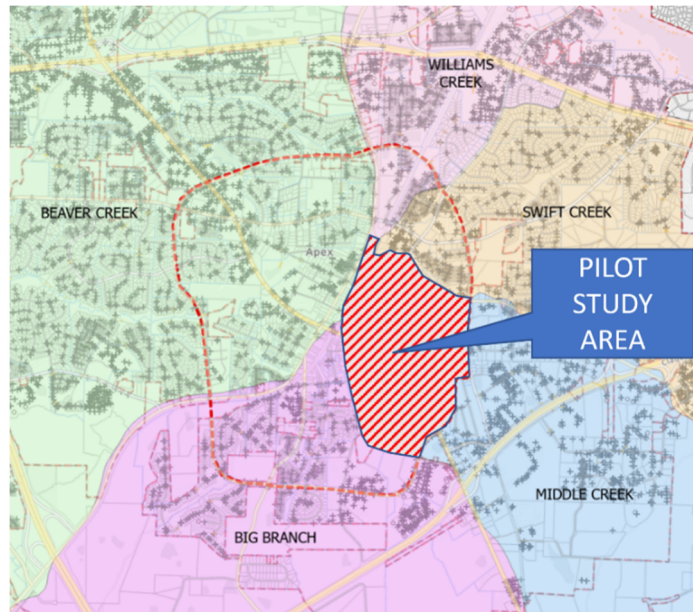 WILLIAMS
CREEK
BEAVER CREEK
SWIFT CREEK
Apex
PILOT
STUDY
AREA
MIDDLE CREEK
BIG BRANCH